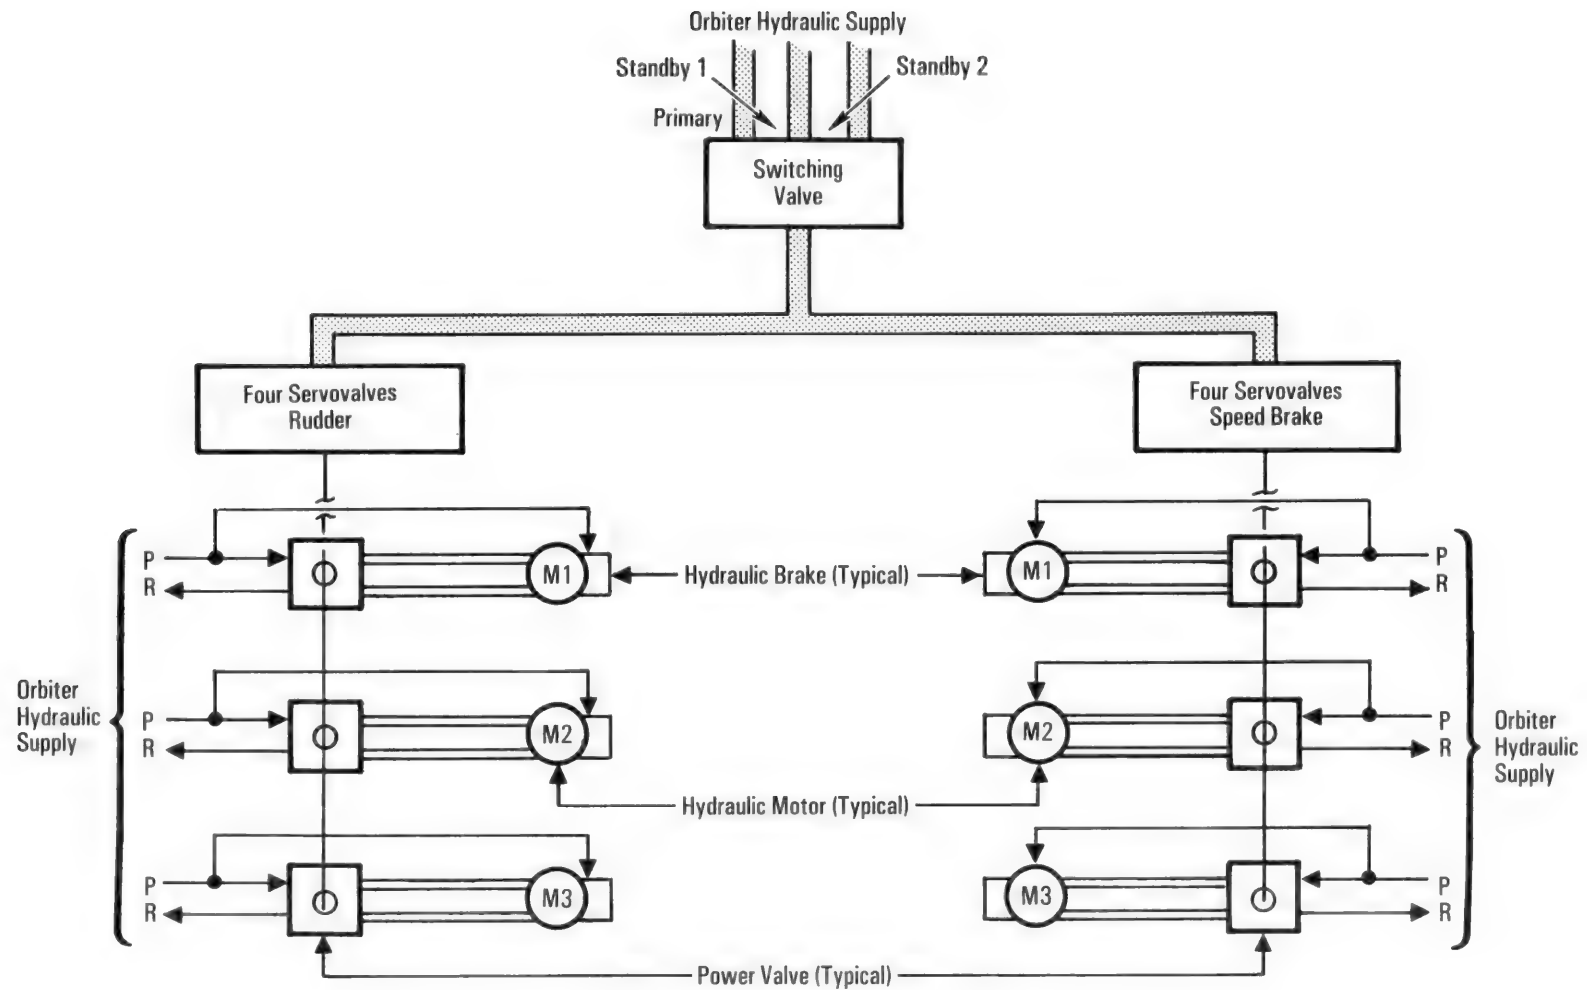 Orbiter Hydraulic Supply
Standby 1
Standby 2
Primary
Switching
Valve
Four Servovalves
Rudder
Four Servovalves
Speed Brake
P
R
M1
Hydraulic Brake (Typical)
M1
P
R
Orbiter
Hydraulic
Supply
P
R
M2
M2
P
R
Orbiter
Hydraulic
Supply
Hydraulic Motor (Typical)
P
R
M3
M3
P
R
Power Valve (Typical)